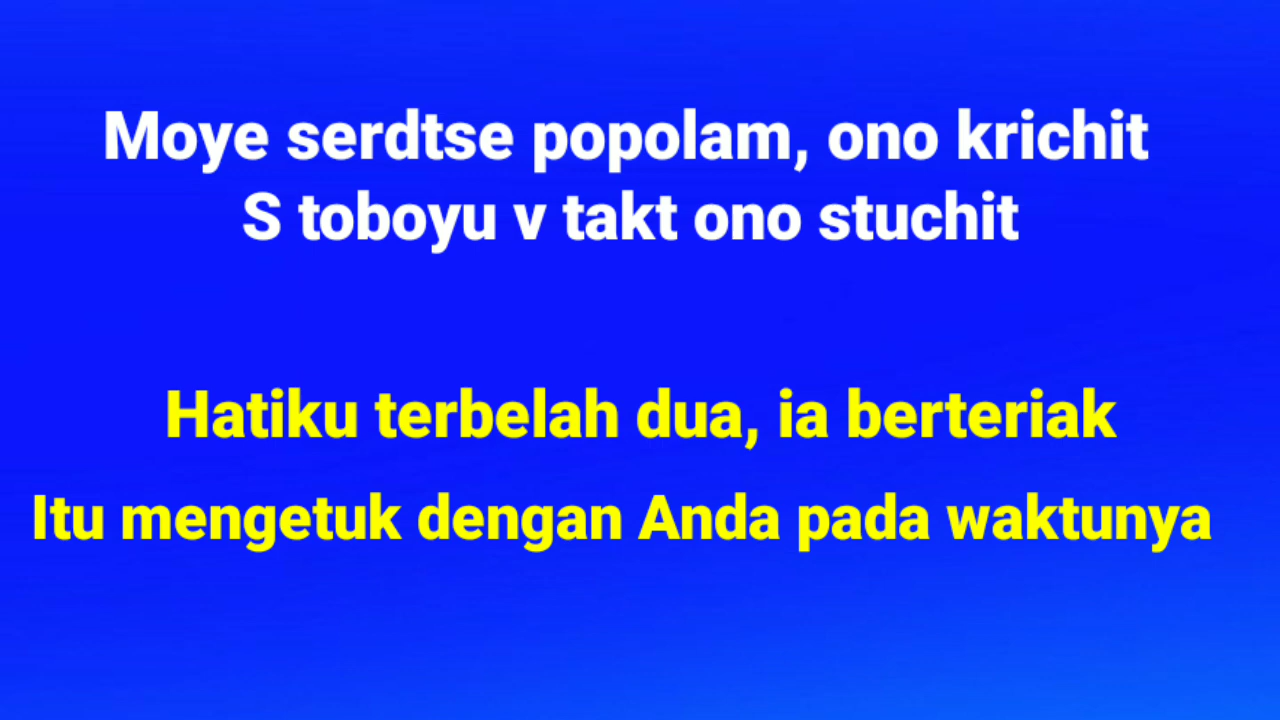 Moye serdtse popolam, ono krichit
S toboyu v takt ono stuchit
Hatiku terbelah dua, ia berteriak
Itu mengetuk dengan Anda pada waktunya